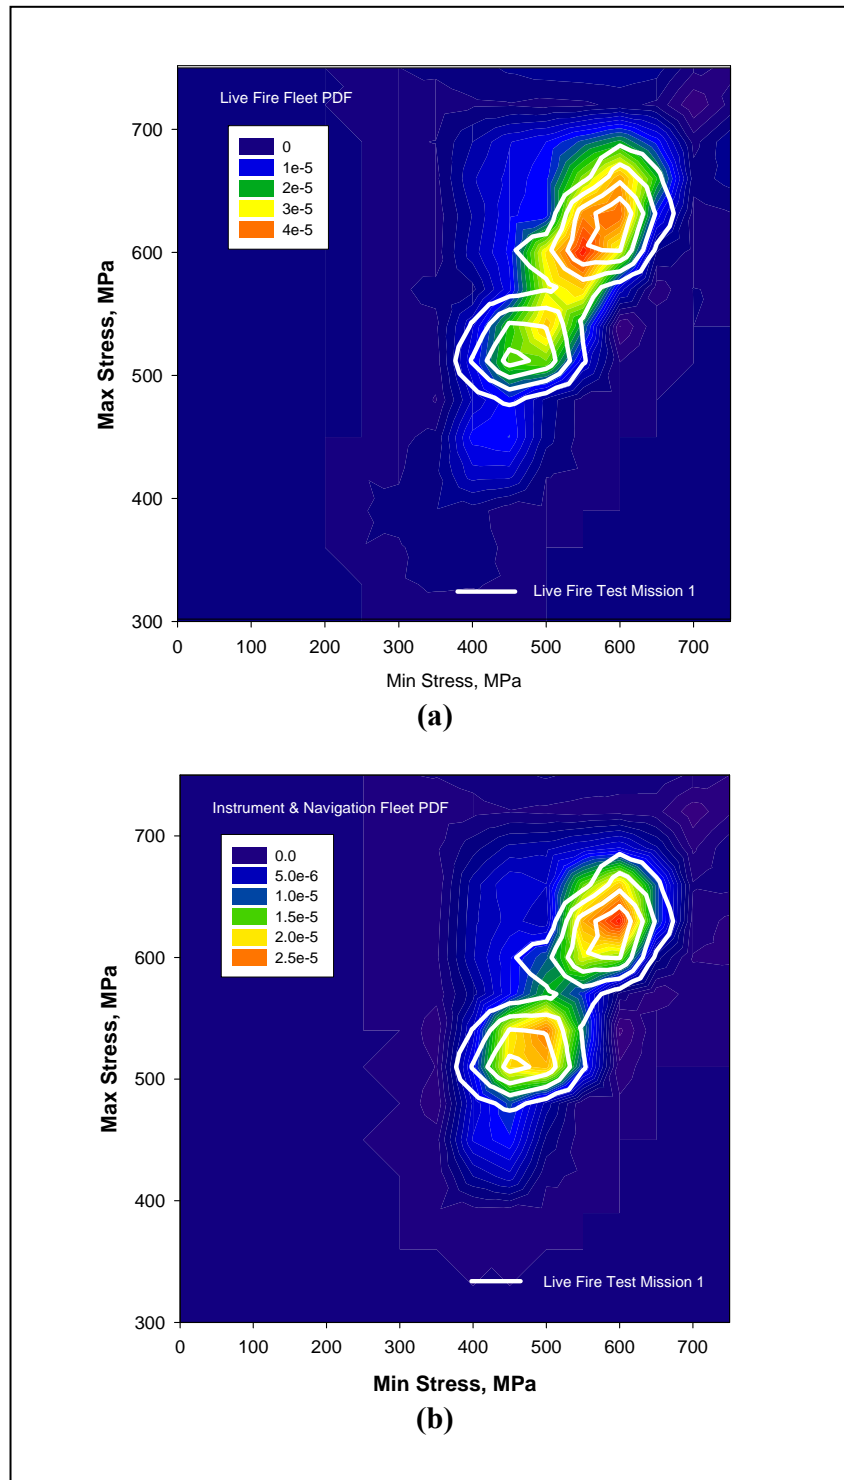 Live Fire Fleet PDF
0
1e-5
2e-5
3e-5
4e-5
700
600
500
400
300
Max Stress, MPa
Live Fire Test Mission 1
0 100 200 300 400 500 600 700
Min Stress, MPa
(a)
Instrument & Navigation Fleet PDF
0.0
5.0e-6
1.0e-5
1.5e-5
2.0e-5
2.5e-5
700
600
500
400
300
Max Stress, MPa
Live Fire Test Mission 1
0 100 200 300 400 500 600 700
Min Stress, MPa
(b)